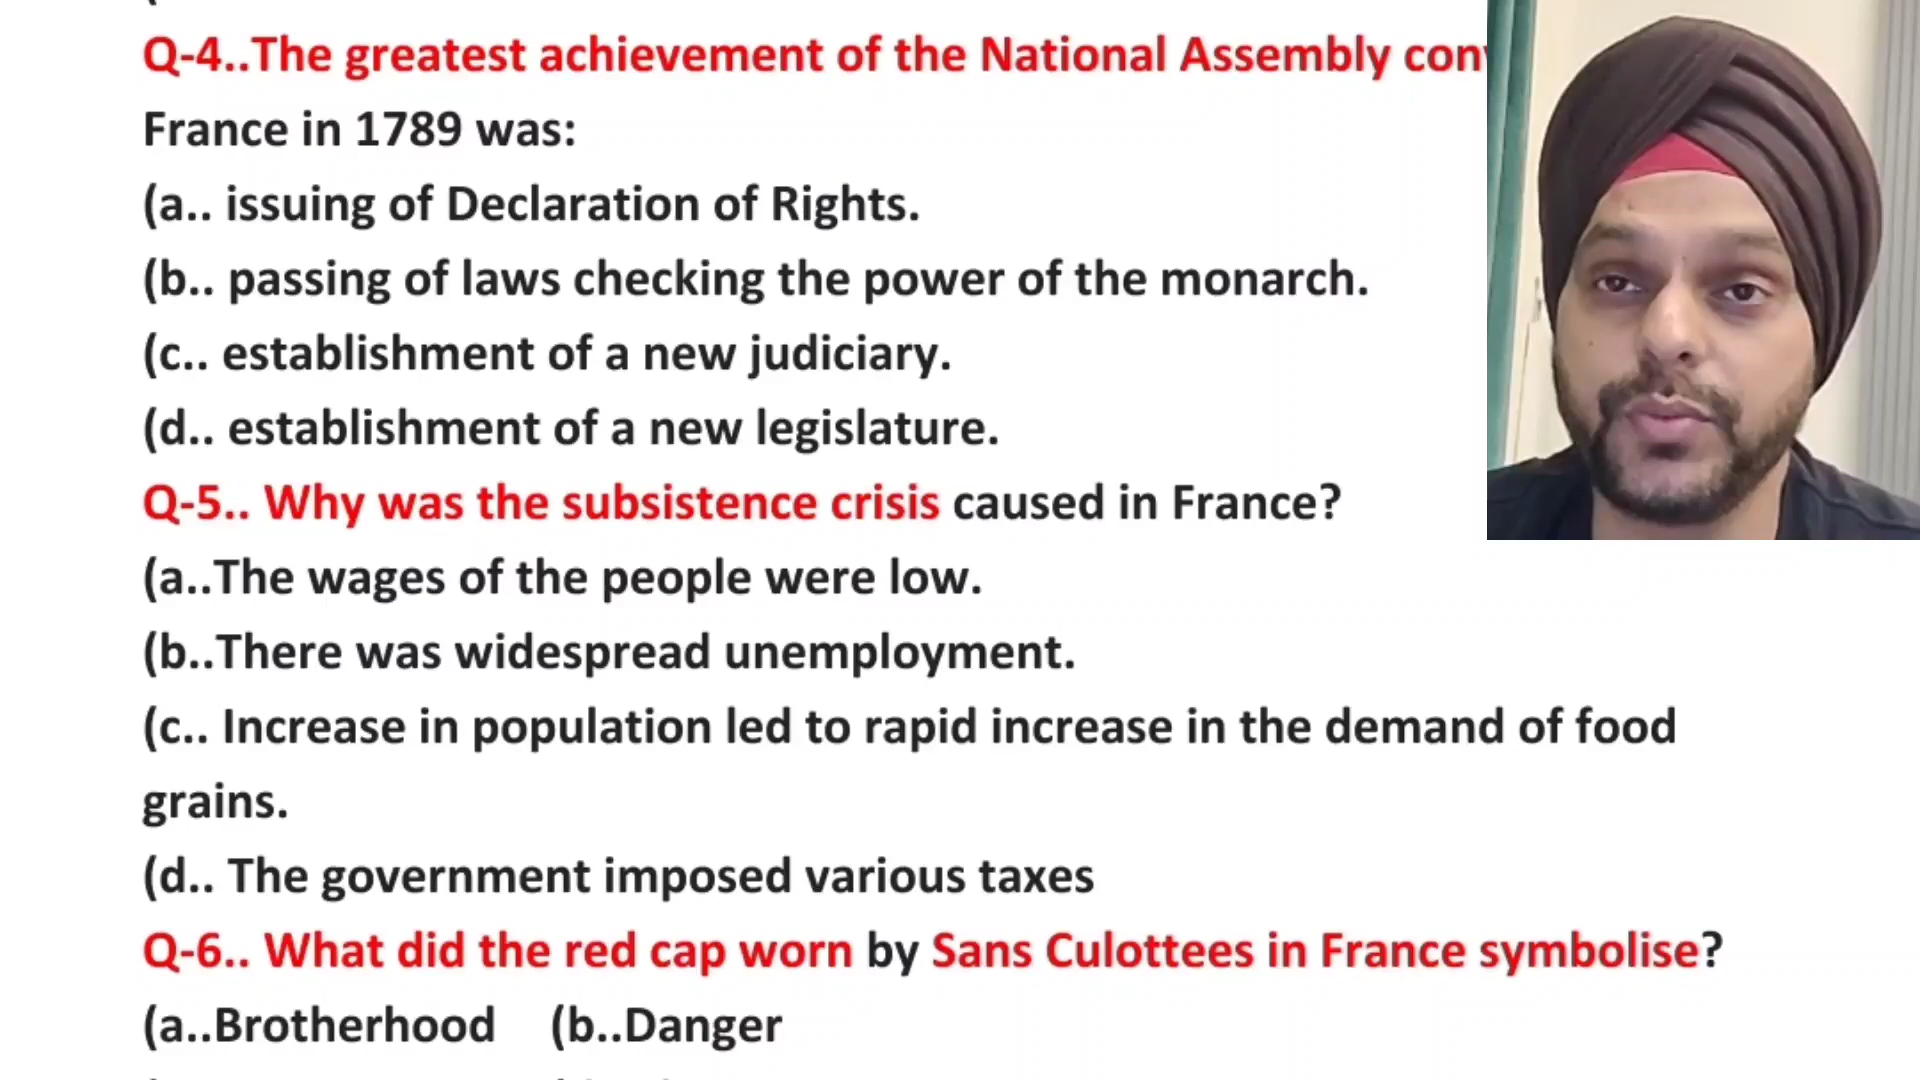 Q-4..The greatest achievement of the National Assembly
France in 1789 was:
(a.. issuing of Declaration of Rights.
(b.. passing of laws checking the power of the monarch.
(c.. establishment of a new judiciary.
(d.. establishment of a new legislature.
Q-5.. Why was the subsistence crisis caused in France?
(a..The wages of the people were low.
(b..There was widespread unemployment.
(c.. Increase in population led to rapid increase in the demand of food
grains.
(d.. The government imposed various taxes
Q-6.. What did the red cap worn by Sans Culottees in France symbolise?
(a..Brotherhood (b..Danger